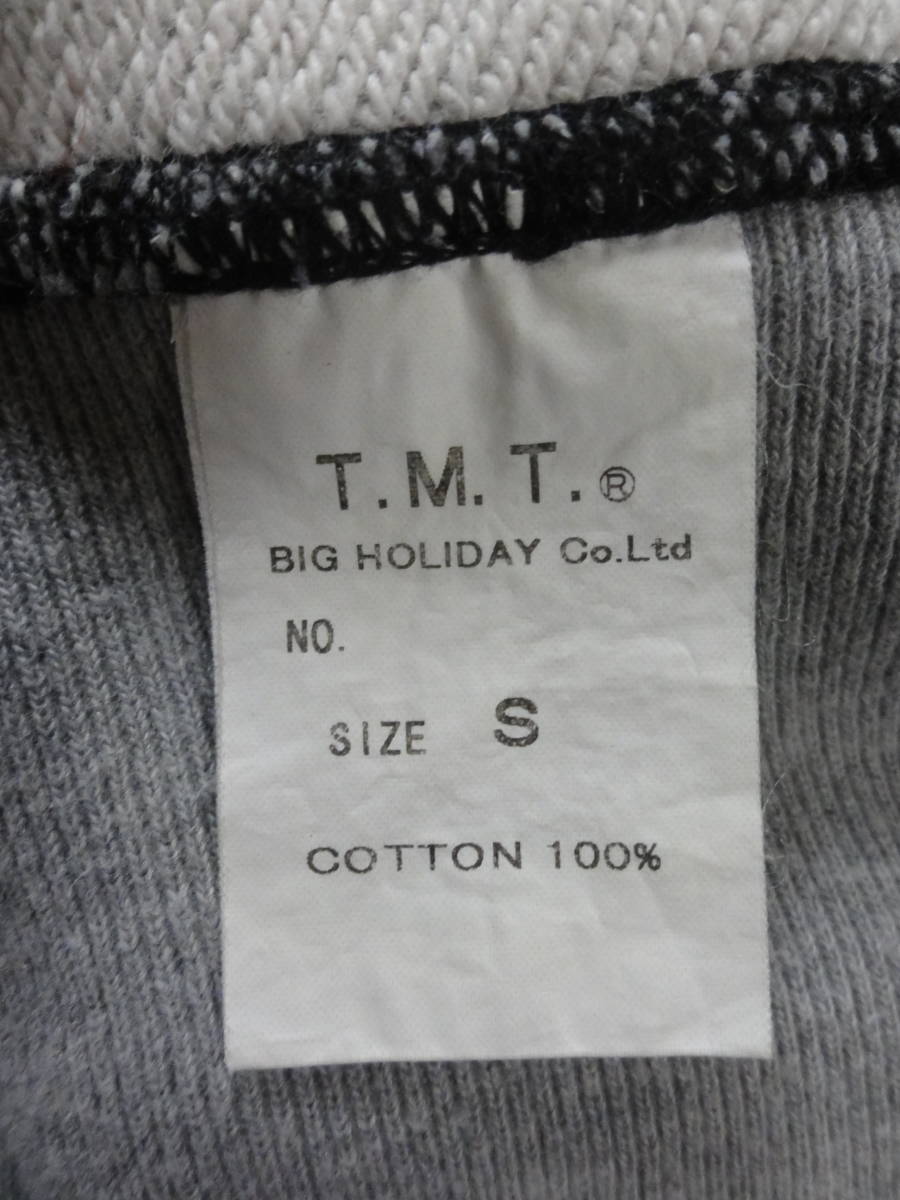 T.M.T.®
BIG HOLIDAY Co.Ltd
NO.
SIZE S
COTTON 100%